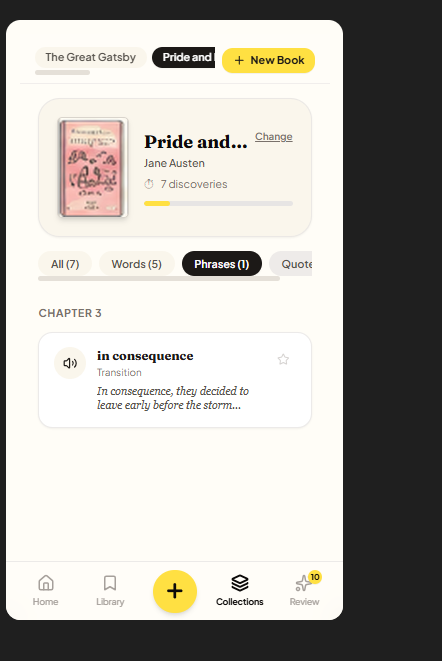 The Great Gatsby
Pride and
+ New Book
Pride and...
Change
Jane Austen
7 discoveries
All (7)
Words (5)
Phrases (1)
Quote
CHAPTER 3
in consequence
Transition
In consequence, they decided to
leave early before the storm...
Home
Library
Collections
10
Review